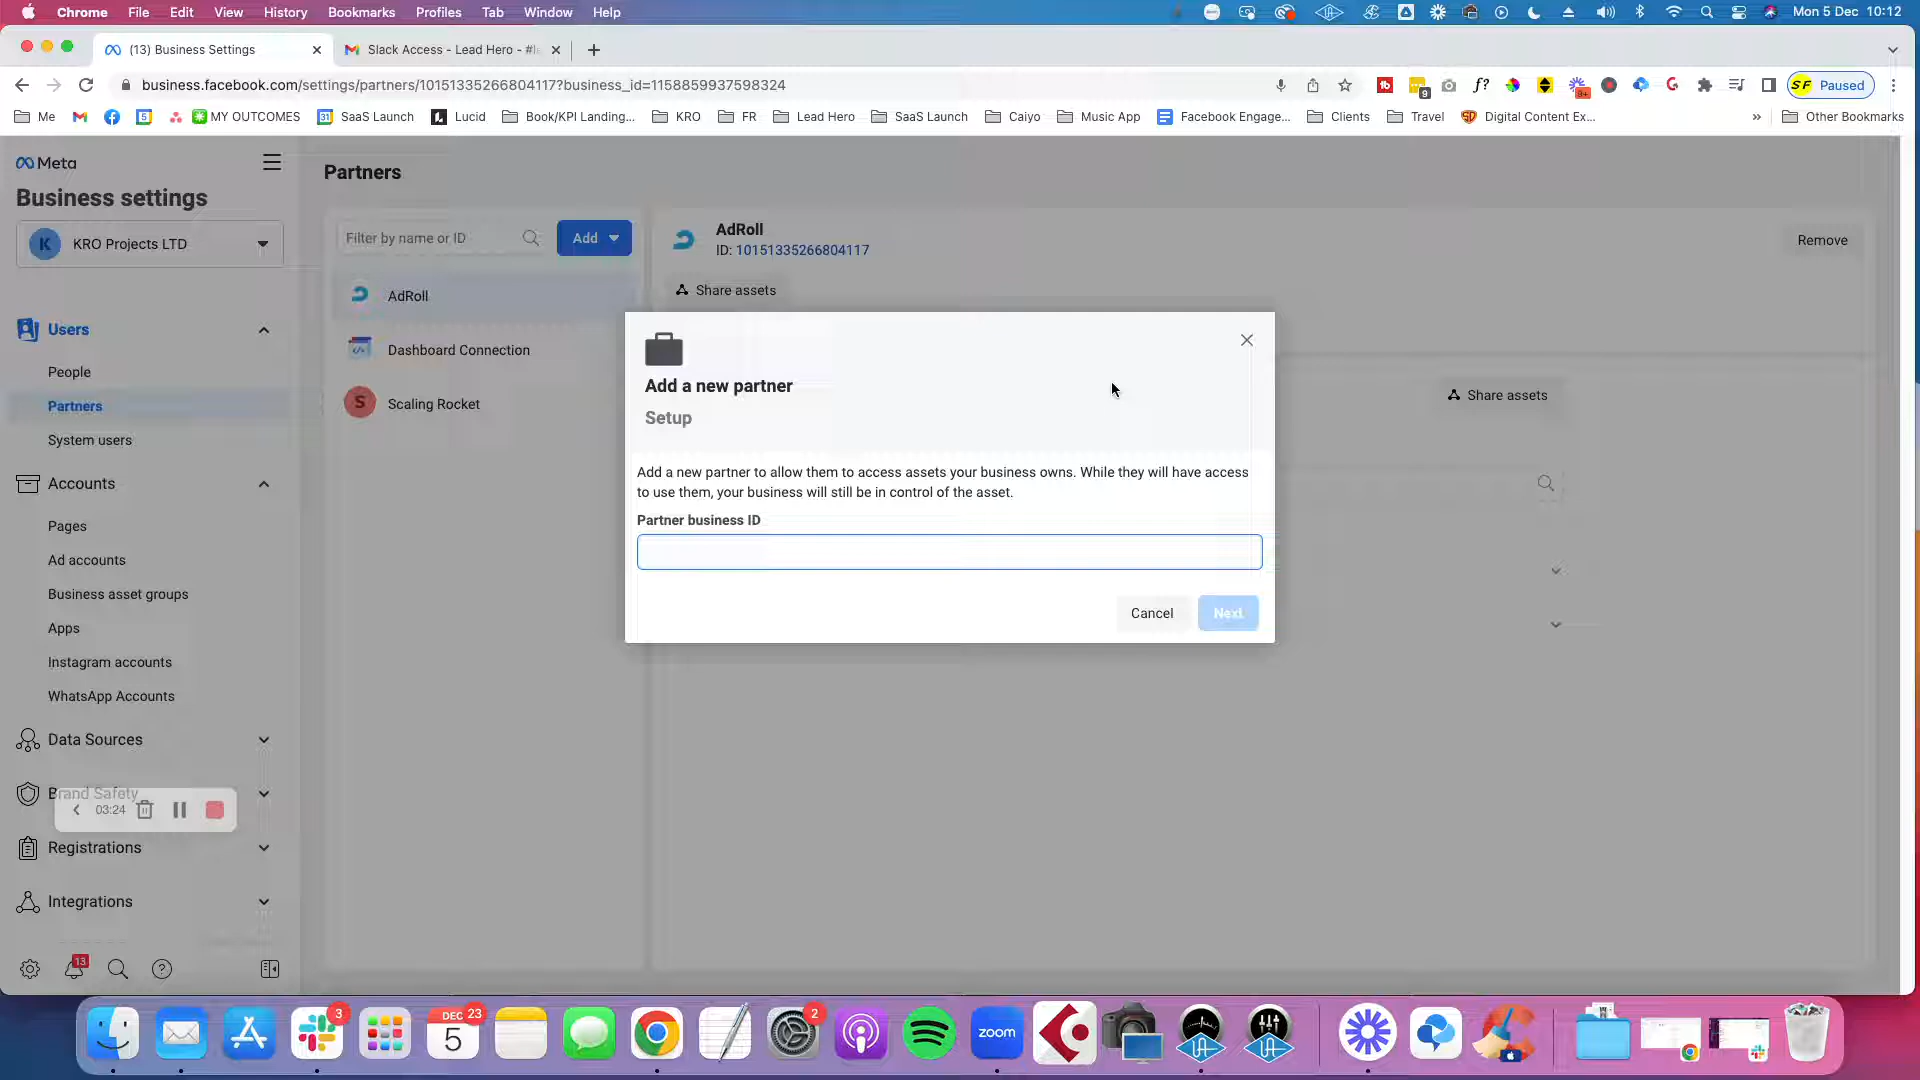 Chrome File Edit View History Bookmarks Profiles Tab Window Help Mon 5 Dec 10:12
(13) Business Settings
Slack Access - Lead Hero - #le
business.facebook.com/settings/partners/10151335266804117?business_id=1158859937598324
f?
9
9+
SF Paused
Me
5
MY OUTCOMES
31 SaaS Launch
Lucid
Book/KPI Landing...
KRO
FR
Lead Hero
SaaS Launch
Caiyo
Music App
Facebook Engage...
Clients
Travel
Digital Content Ex...
Other Bookmarks
Meta
Business settings
K KRO Projects LTD
Users
People
Partners
System users
Accounts
Pages
Ad accounts
Business asset groups
Apps
Instagram accounts
WhatsApp Accounts
Data Sources
Brand Safety
03:24
Registrations
Integrations
13
Partners
Filter by name or ID
Add
AdRoll
Dashboard Connection
S Scaling Rocket
AdRoll
ID: 10151335266804117
Remove
Share assets
Share assets
Add a new partner
Setup
Add a new partner to allow them to access assets your business owns. While they will have access
to use them, your business will still be in control of the asset.
Partner business ID
Cancel
Next
3
DEC 23
5
2
zoom